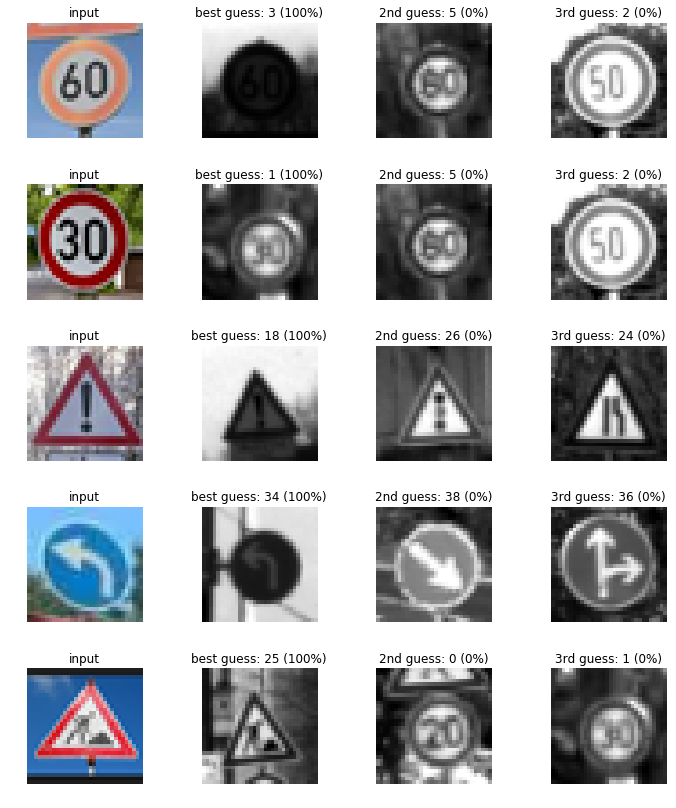 input best guess: 3 (100%) 2nd guess: 5 (0%) 3rd guess: 2 (0%)
60 60 60 50
input best guess: 1 (100%) 2nd guess: 5 (0%) 3rd guess: 2 (0%)
30 30 60 50
input best guess: 18 (100%) 2nd guess: 26 (0%) 3rd guess: 24 (0%)
! !
input best guess: 34 (100%) 2nd guess: 38 (0%) 3rd guess: 36 (0%)
input best guess: 25 (100%) 2nd guess: 0 (0%) 3rd guess: 1 (0%)
20 30